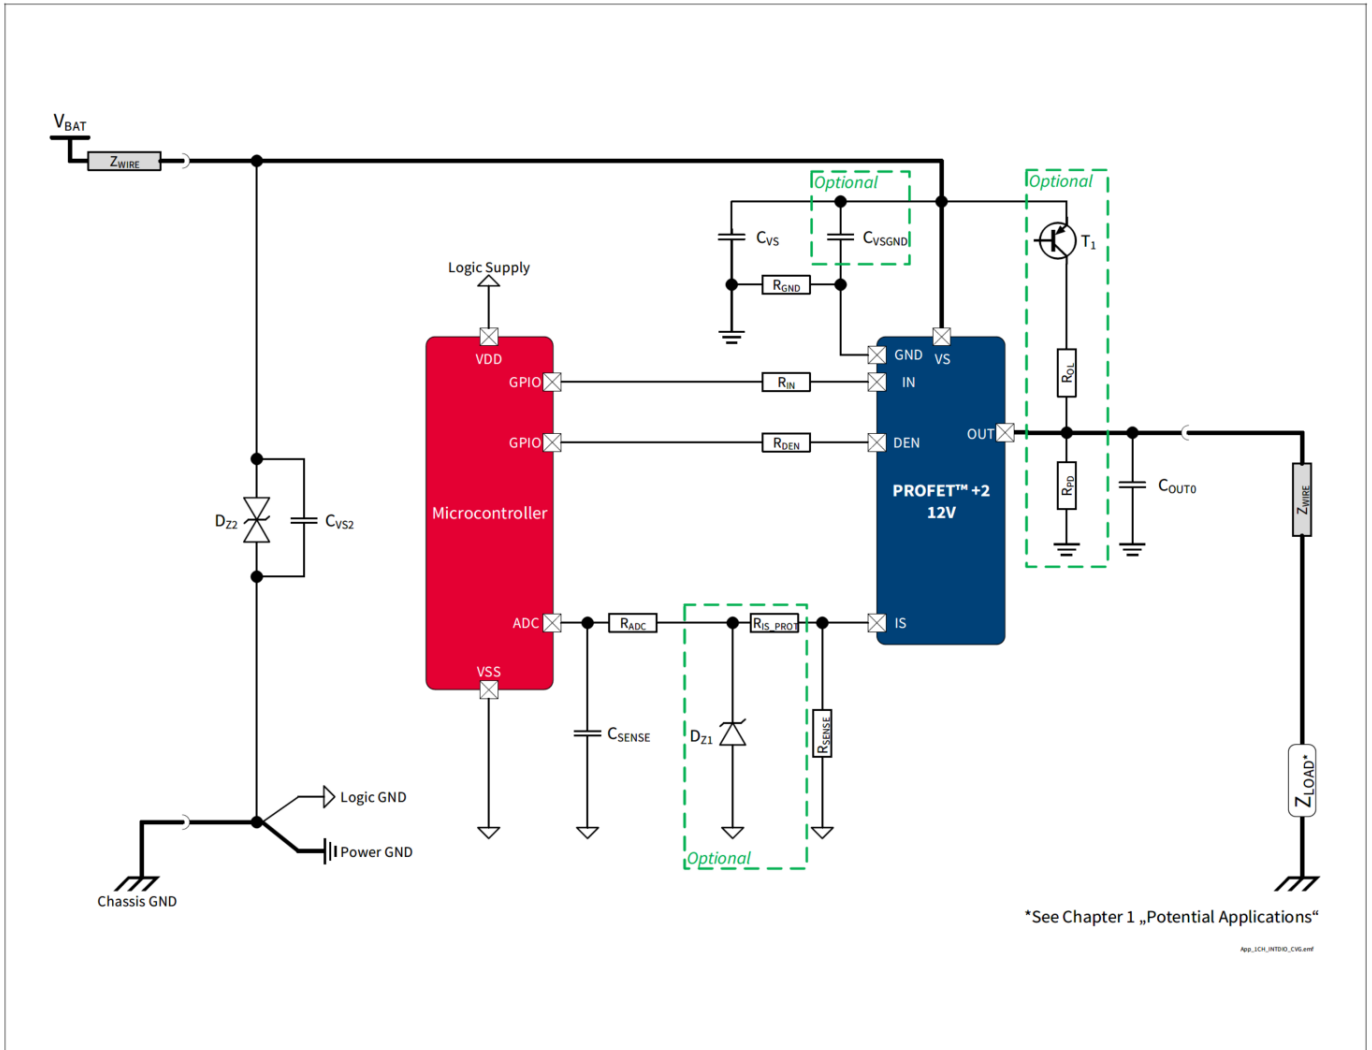 VBAT
ZWIRE
Optional
Optional
CVS
CVSGND
T1
Logic Supply
RGND
VDD
GND
VS
GPIO
RIN
IN
ROL
GPIO
RDEN
DEN
OUT
PROFET™ +2
12V
RPD
COUT0
ZWIRE
Microcontroller
DZ2
CVS2
ADC
RADC
RIS_PROT
IS
VSS
CSENSE
DZ1
RSENSE
ZLOAD*
Logic GND
Power GND
Optional
Chassis GND
*See Chapter 1 „Potential Applications“
App_1CH_INTDIO_CVG.emf